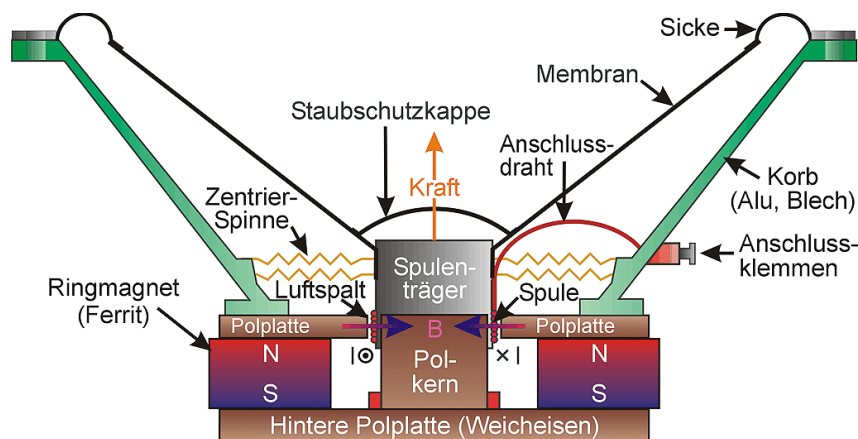 Sicke
Membran
Staubschutzkappe
Anschluss-
draht
Kraft
Korb
(Alu, Blech)
Zentrier-
Spinne
Anschluss-
klemmen
Spulen-
träger
Ringmagnet
(Ferrit)
Luftspalt
Spule
Polplatte
B
Polplatte
I⊙
× I
N
S
Pol-
kern
N
S
Hintere Polplatte (Weicheisen)